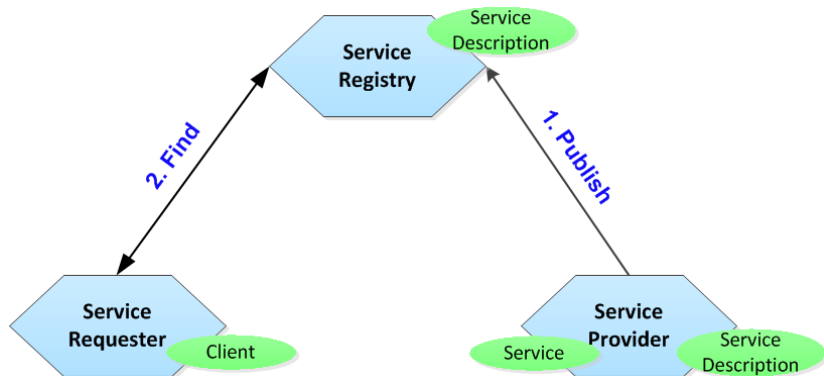 Service
Description
Service
Registry
2. Find
1. Publish
Service
Requester
Client
Service
Provider
Service
Service
Description